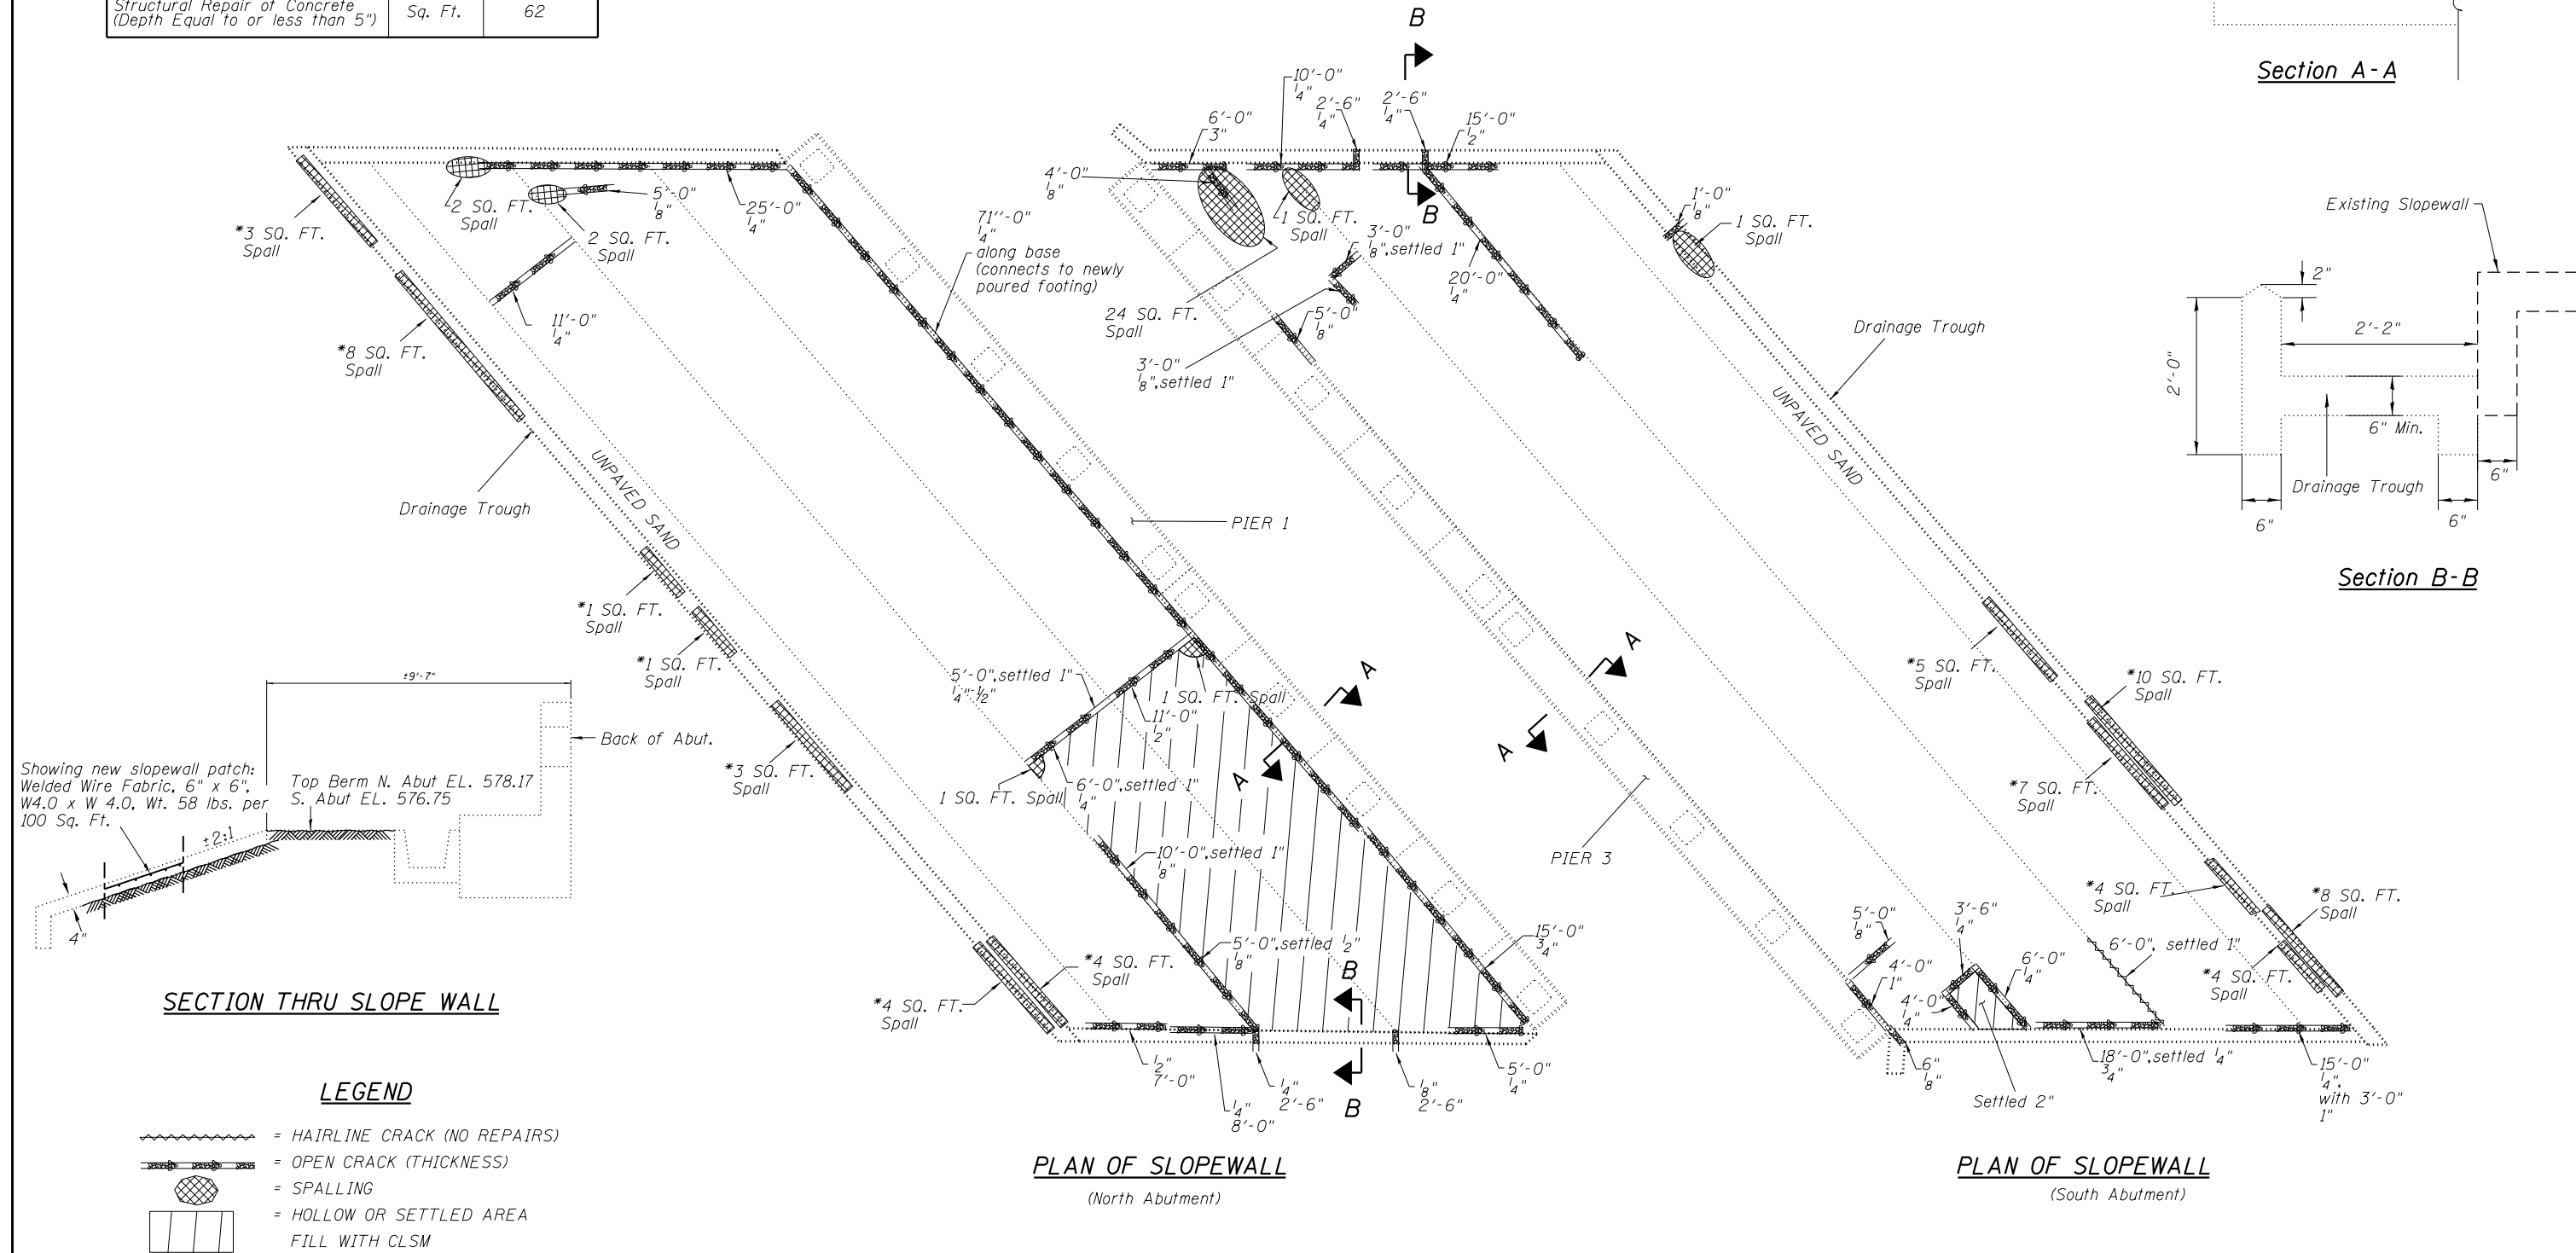 Structural Repair of Concrete
(Depth Equal to or less than 5")
Sq. Ft.
62
B
Section A-A
10'-0"
1/4"
6'-0"
3"
2'-6"
1/4"
2'-6"
1/4"
15'-0"
1/2"
4'-0"
1/8"
B
1'-0"
1/8"
1 SQ. FT.
Spall
*3 SQ. FT.
Spall
2 SQ. FT.
Spall
5'-0"
1/8"
25'-0"
1/4"
2 SQ. FT.
Spall
71''-0"
1/4"
along base
(connects to newly
poured footing)
1 SQ. FT.
Spall
3'-0"
1/8",settled 1"
20'-0"
1/4"
24 SQ. FT.
Spall
5'-0"
1/8"
3'-0"
1/8",settled 1"
11'-0"
1/4"
*8 SQ. FT.
Spall
Drainage Trough
UNPAVED SAND
Existing Slopewall
2"
2'-2"
2'-0"
6" Min.
6"
Drainage Trough
6"
6"
Section B-B
Drainage Trough
UNPAVED SAND
PIER 1
*1 SQ. FT.
Spall
*1 SQ. FT.
Spall
*3 SQ. FT.
Spall
5'-0",settled 1"
1/4"-1/2"
1 SQ. FT. Spall
11'-0"
1/2"
A
A
A
A
6'-0",settled 1"
1/4"
1 SQ. FT. Spall
10'-0",settled 1"
1/8"
5'-0",settled 1/2"
1/8"
15'-0"
3/4"
B
PIER 3
*5 SQ. FT.
Spall
*10 SQ. FT.
Spall
*7 SQ. FT.
Spall
*4 SQ. FT.
Spall
*8 SQ. FT.
Spall
*4 SQ. FT.
Spall
±9'-7"
Back of Abut.
Showing new slopewall patch:
Welded Wire Fabric, 6" x 6",
W4.0 x W 4.0, Wt. 58 lbs. per
100 Sq. Ft.
Top Berm N. Abut EL. 578.17
S. Abut EL. 576.75
±2:1
4"
SECTION THRU SLOPE WALL
*4 SQ. FT.
Spall
*4 SQ. FT.
Spall
1/2"
7'-0"
1/4"
8'-0"
1/4"
2'-6"
B
1/8"
2'-6"
5'-0"
1/4"
5'-0"
1/8"
4'-0"
1"
3'-6"
1/4"
4'-0"
1/4"
6'-0"
1/4"
6'-0", settled 1"
6"
1/8"
Settled 2"
18'-0",settled 1/4"
3/4"
15'-0"
1/4",
with 3'-0"
1"
LEGEND
= HAIRLINE CRACK (NO REPAIRS)
= OPEN CRACK (THICKNESS)
= SPALLING
= HOLLOW OR SETTLED AREA
FILL WITH CLSM
PLAN OF SLOPEWALL
(North Abutment)
PLAN OF SLOPEWALL
(South Abutment)